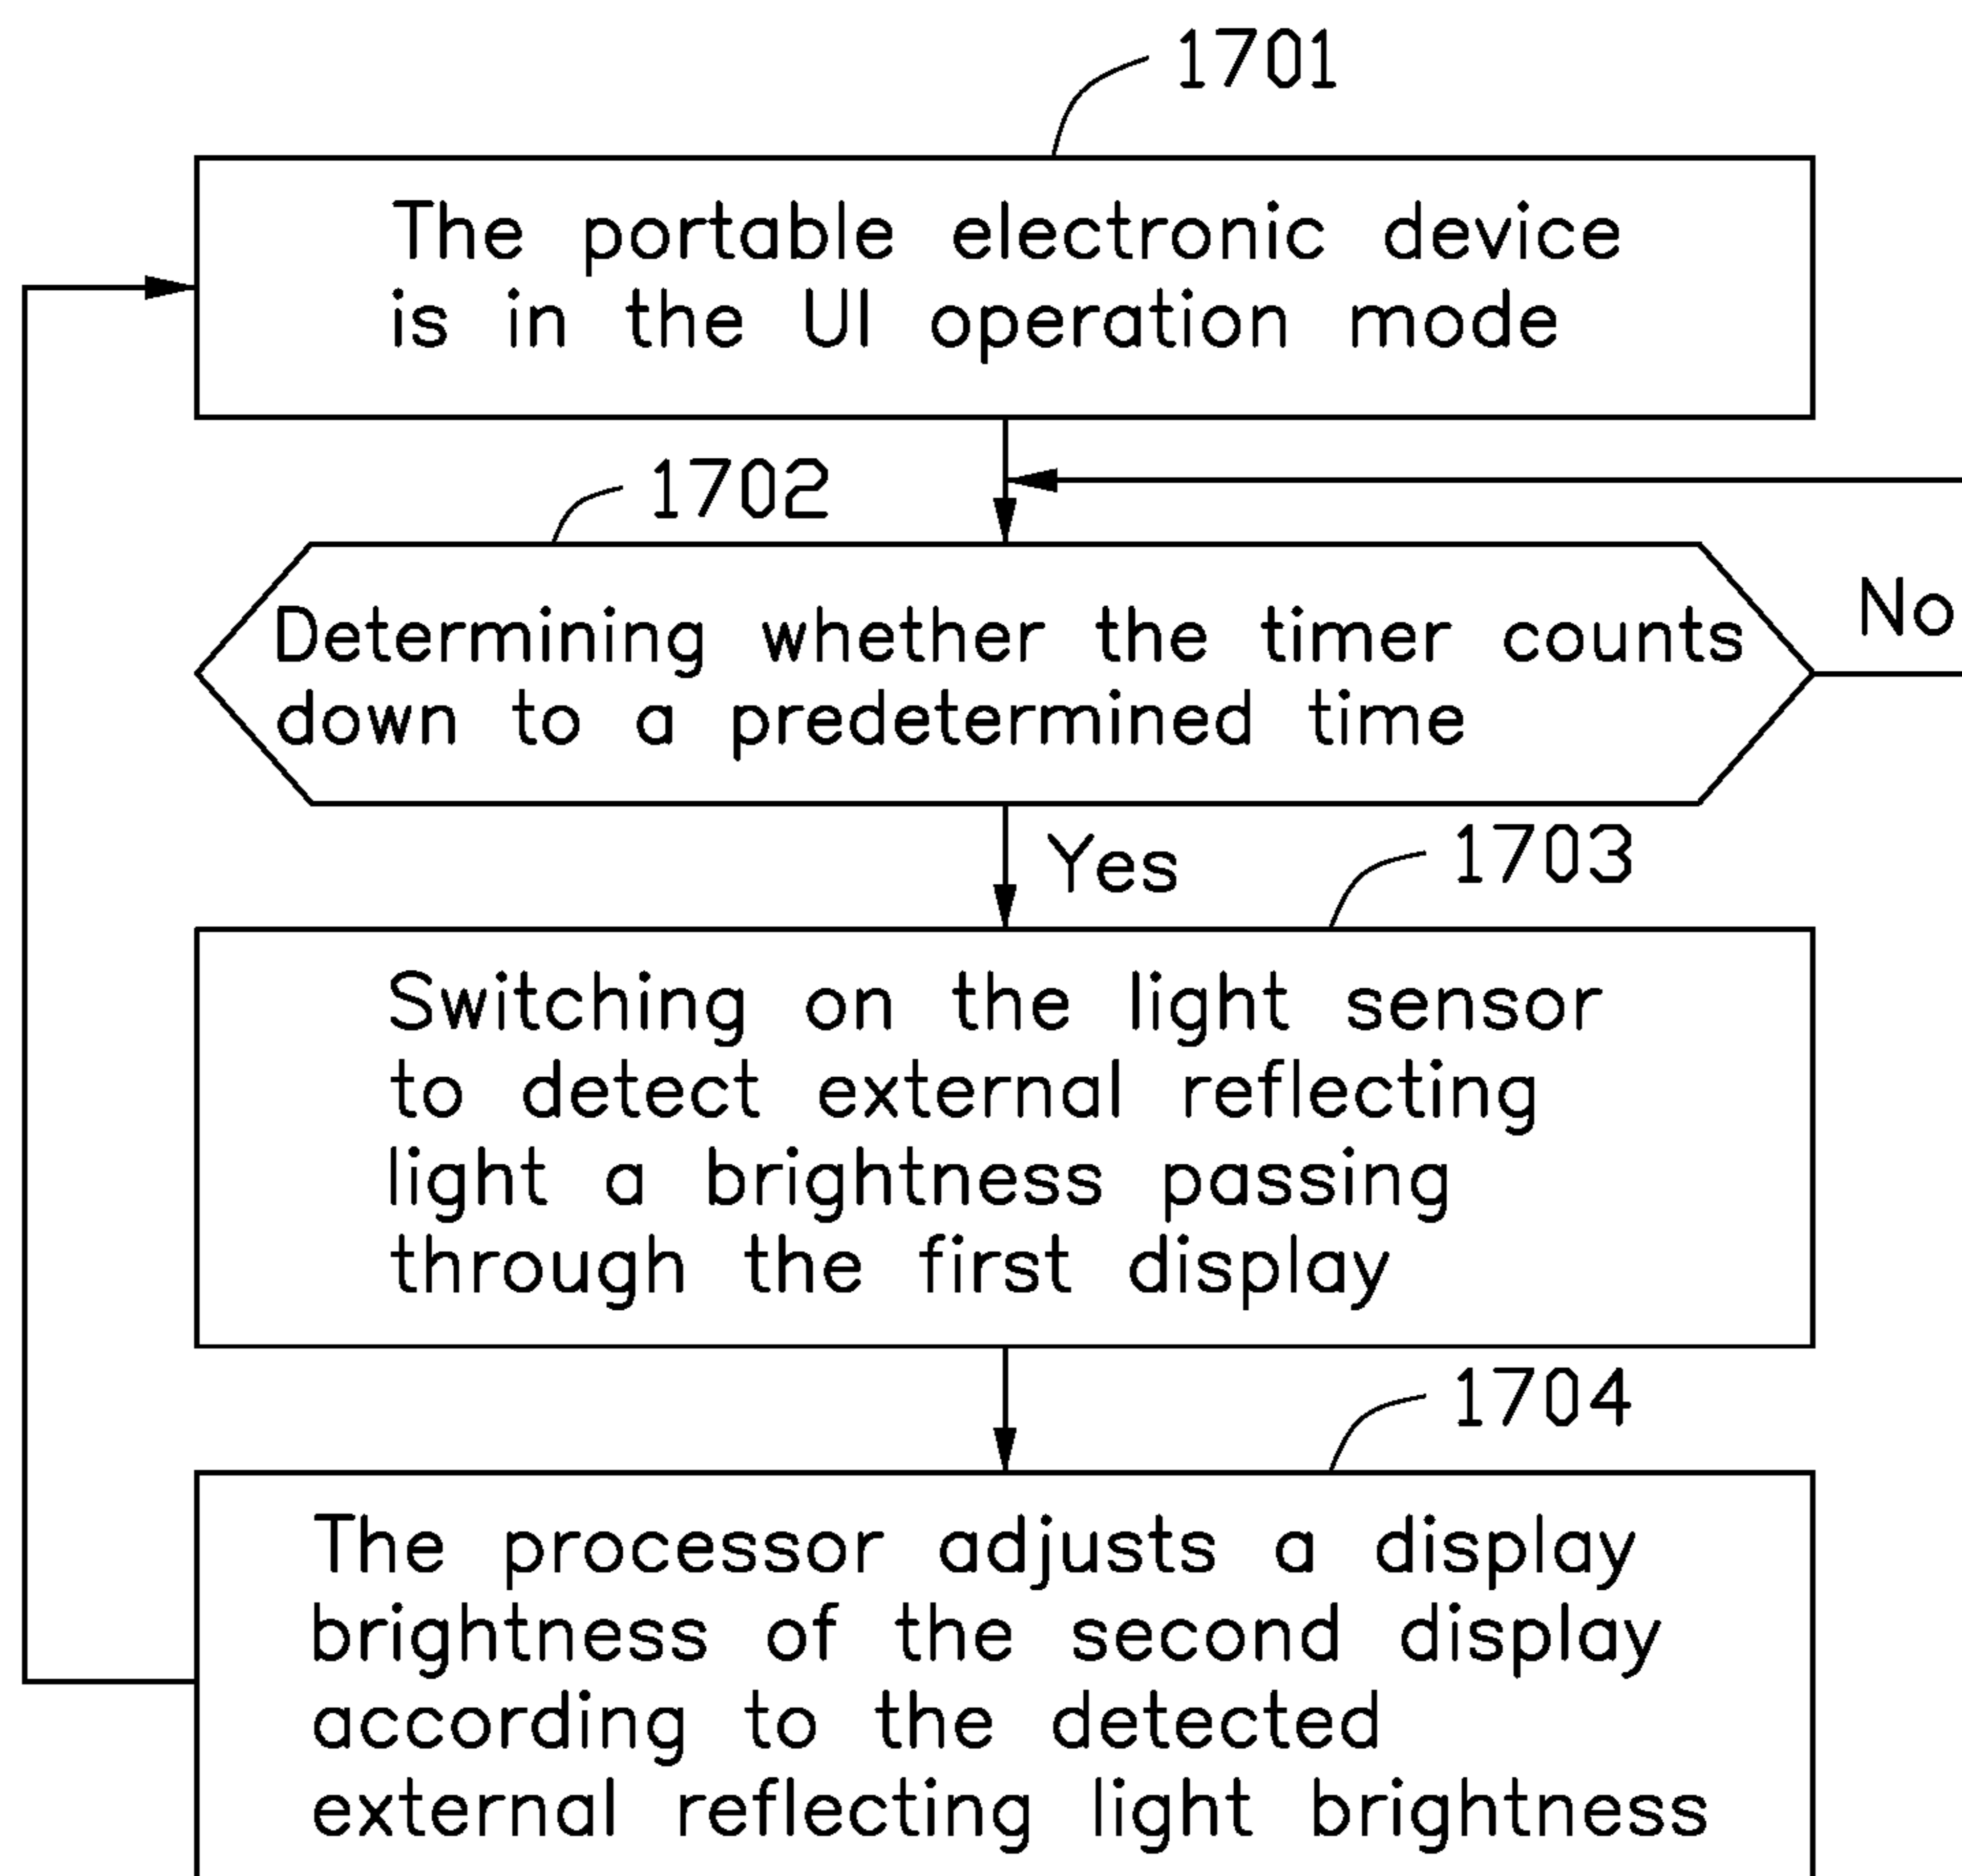 1701
The portable electronic device
is in the UI operation mode
1702
Determining whether the timer counts
down to a predetermined time
No
Yes
1703
Switching on the light sensor
to detect external reflecting
light a brightness passing
through the first display
1704
The processor adjusts a display
brightness of the second display
according to the detected
external reflecting light brightness